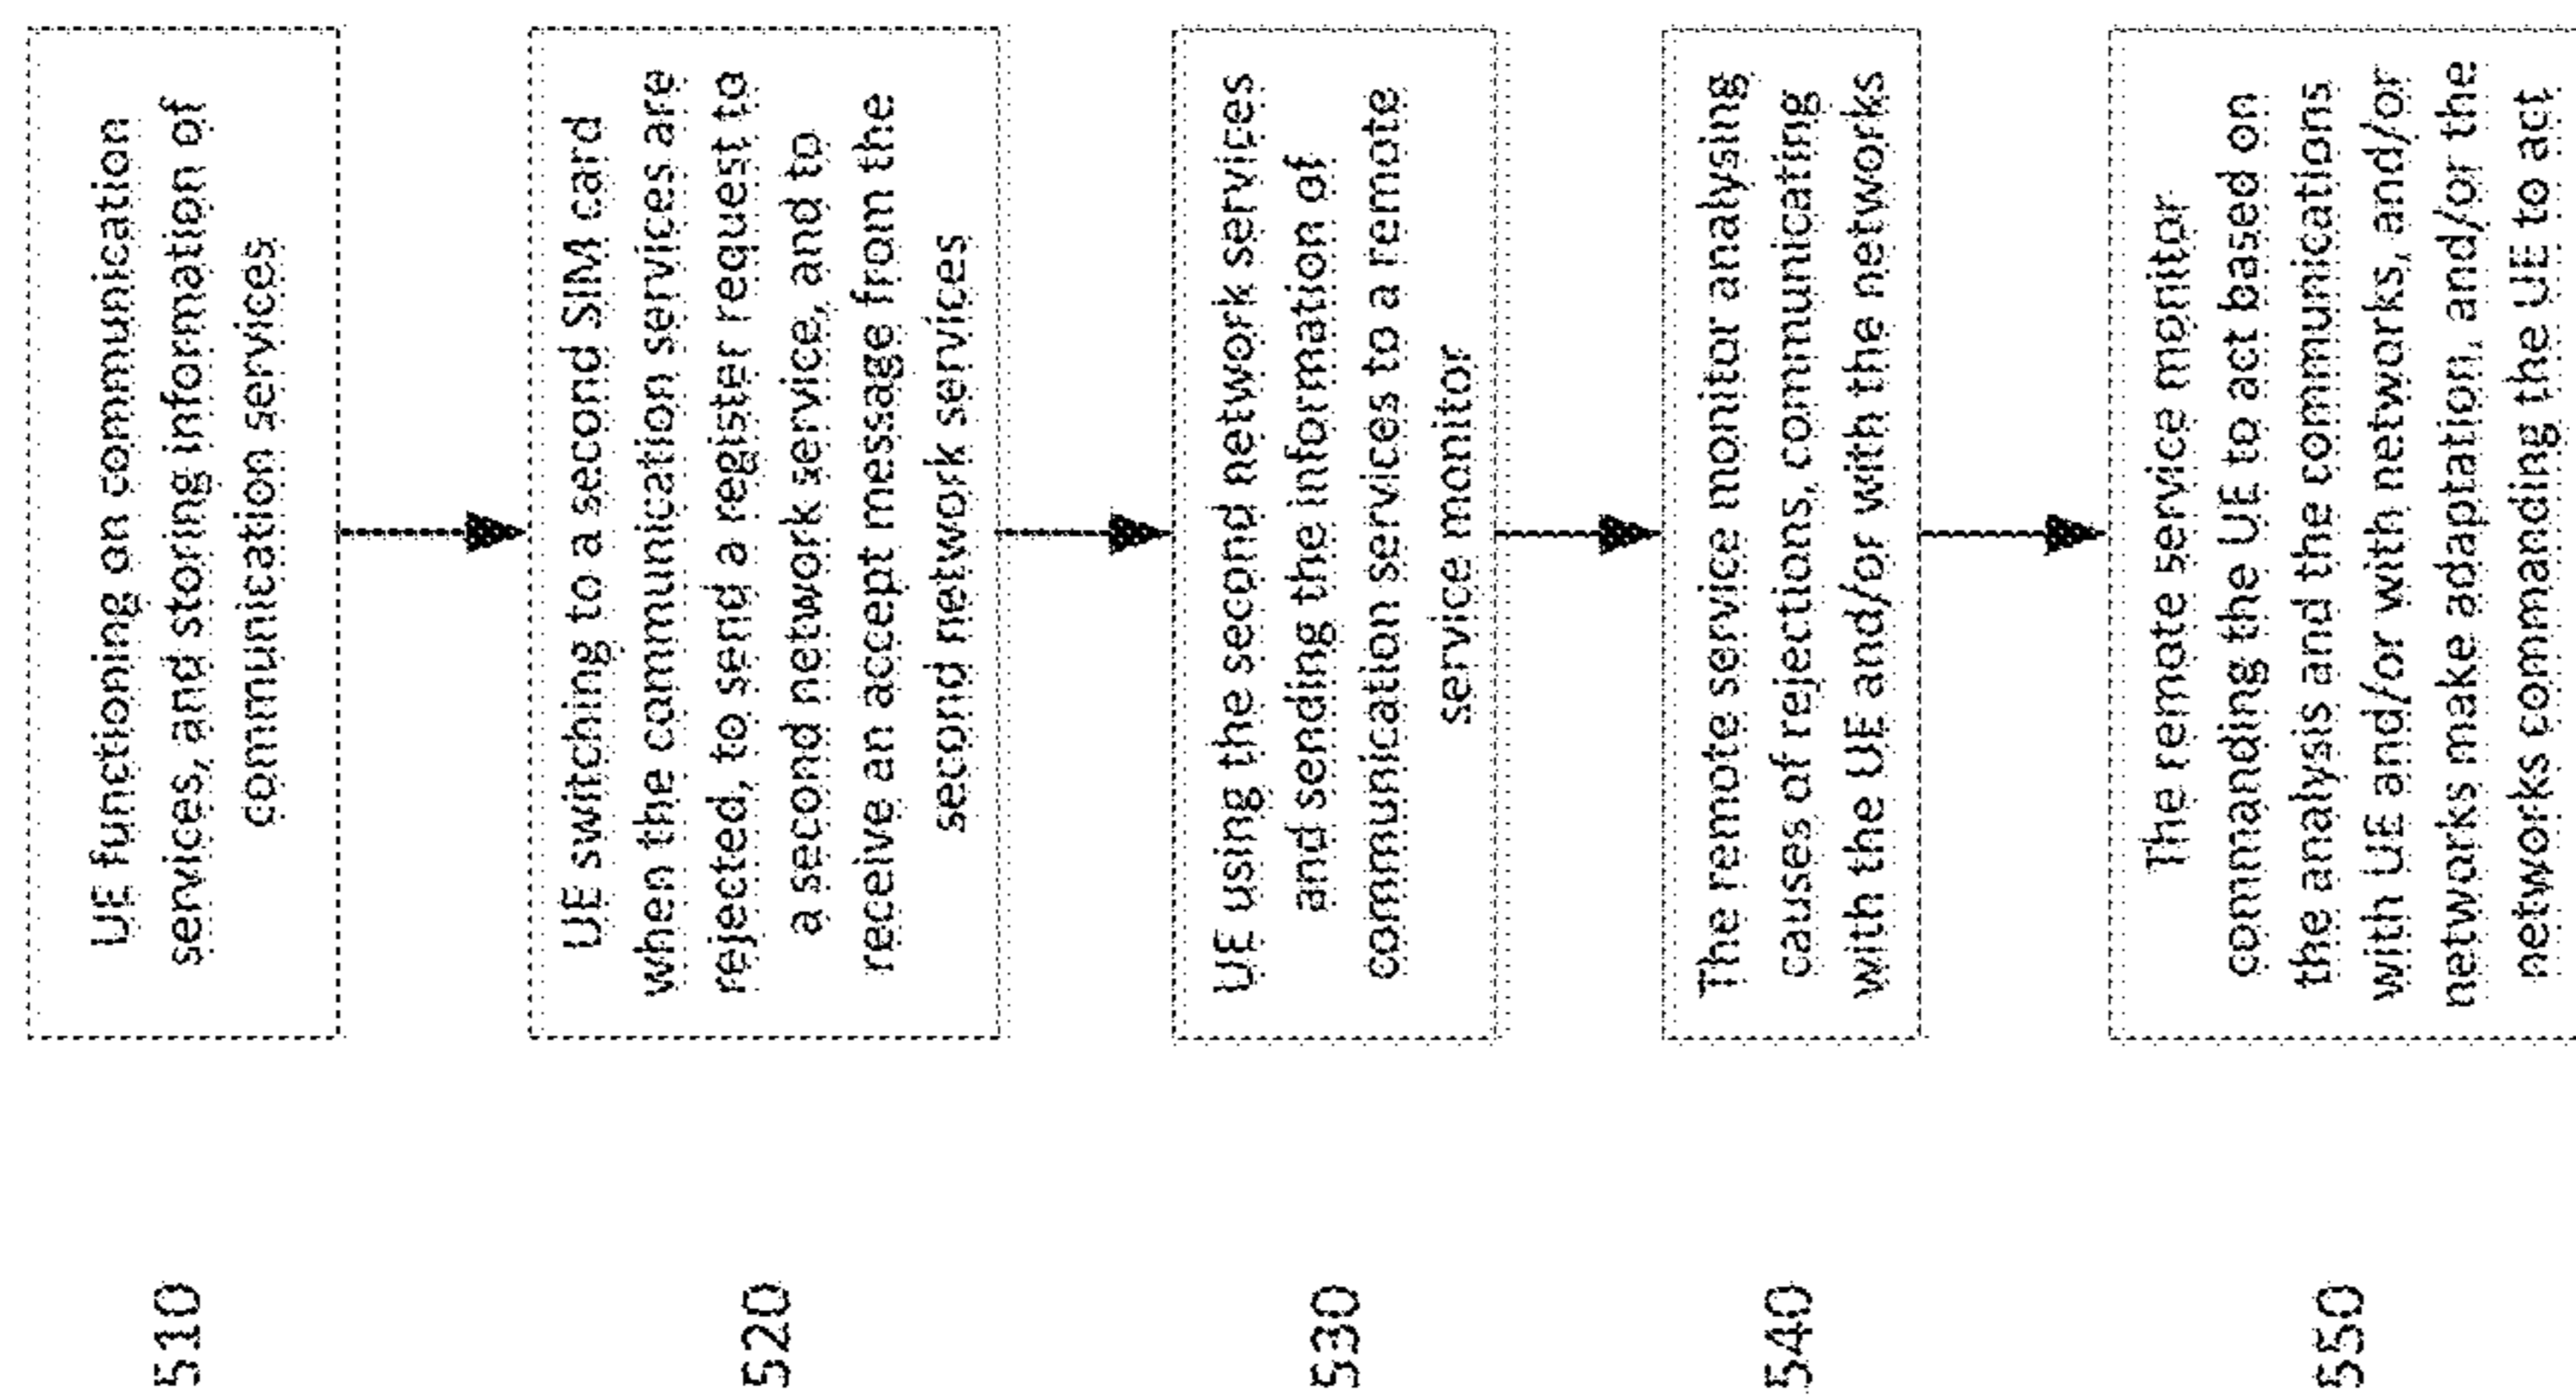 510
UE functioning on communication
services, and storing information of
communication services
520
UE switching to a second SIM card
when the communication services are
rejected, to send a register request to
a second network service, and to
receive an accept message from the
second network services
530
UE using the second network services
and sending the information of
communication services to a remote
service monitor
540
The remote service monitor analysing
causes of rejections, communicating
with the UE and/or with the networks
550
The remote service monitor
commanding the UE to act based on
the analysis and the communications
with UE and/or with networks, and/or
networks make adaptation, and/or the
networks commanding the UE to act